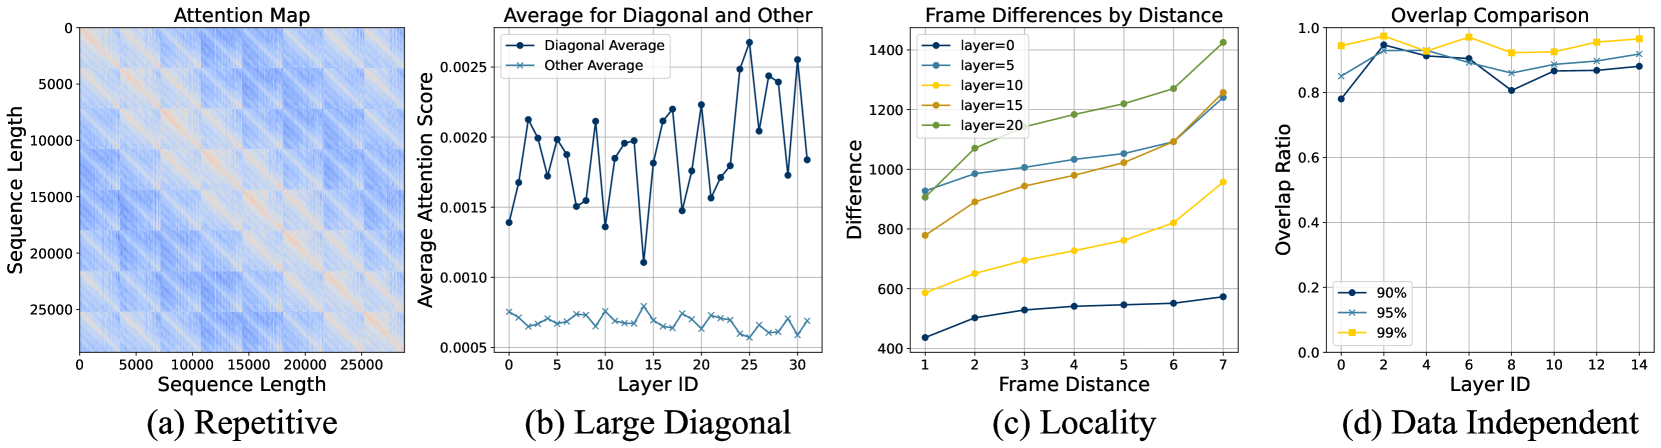 Attention Map
0
5000
10000
15000
20000
25000
Sequence Length
0 5000 10000 15000 20000 25000
Sequence Length
(a) Repetitive
Average for Diagonal and Other
Diagonal Average
Other Average
0.0025
0.0020
0.0015
0.0010
0.0005
Average Attention Score
0 5 10 15 20 25 30
Layer ID
(b) Large Diagonal
Frame Differences by Distance
layer=0
layer=5
layer=10
layer=15
layer=20
1400
1200
1000
800
600
400
Difference
1 2 3 4 5 6 7
Frame Distance
(c) Locality
Overlap Comparison
1.0
0.8
0.6
0.4
0.2
0.0
Overlap Ratio
90%
95%
99%
0 2 4 6 8 10 12 14
Layer ID
(d) Data Independent